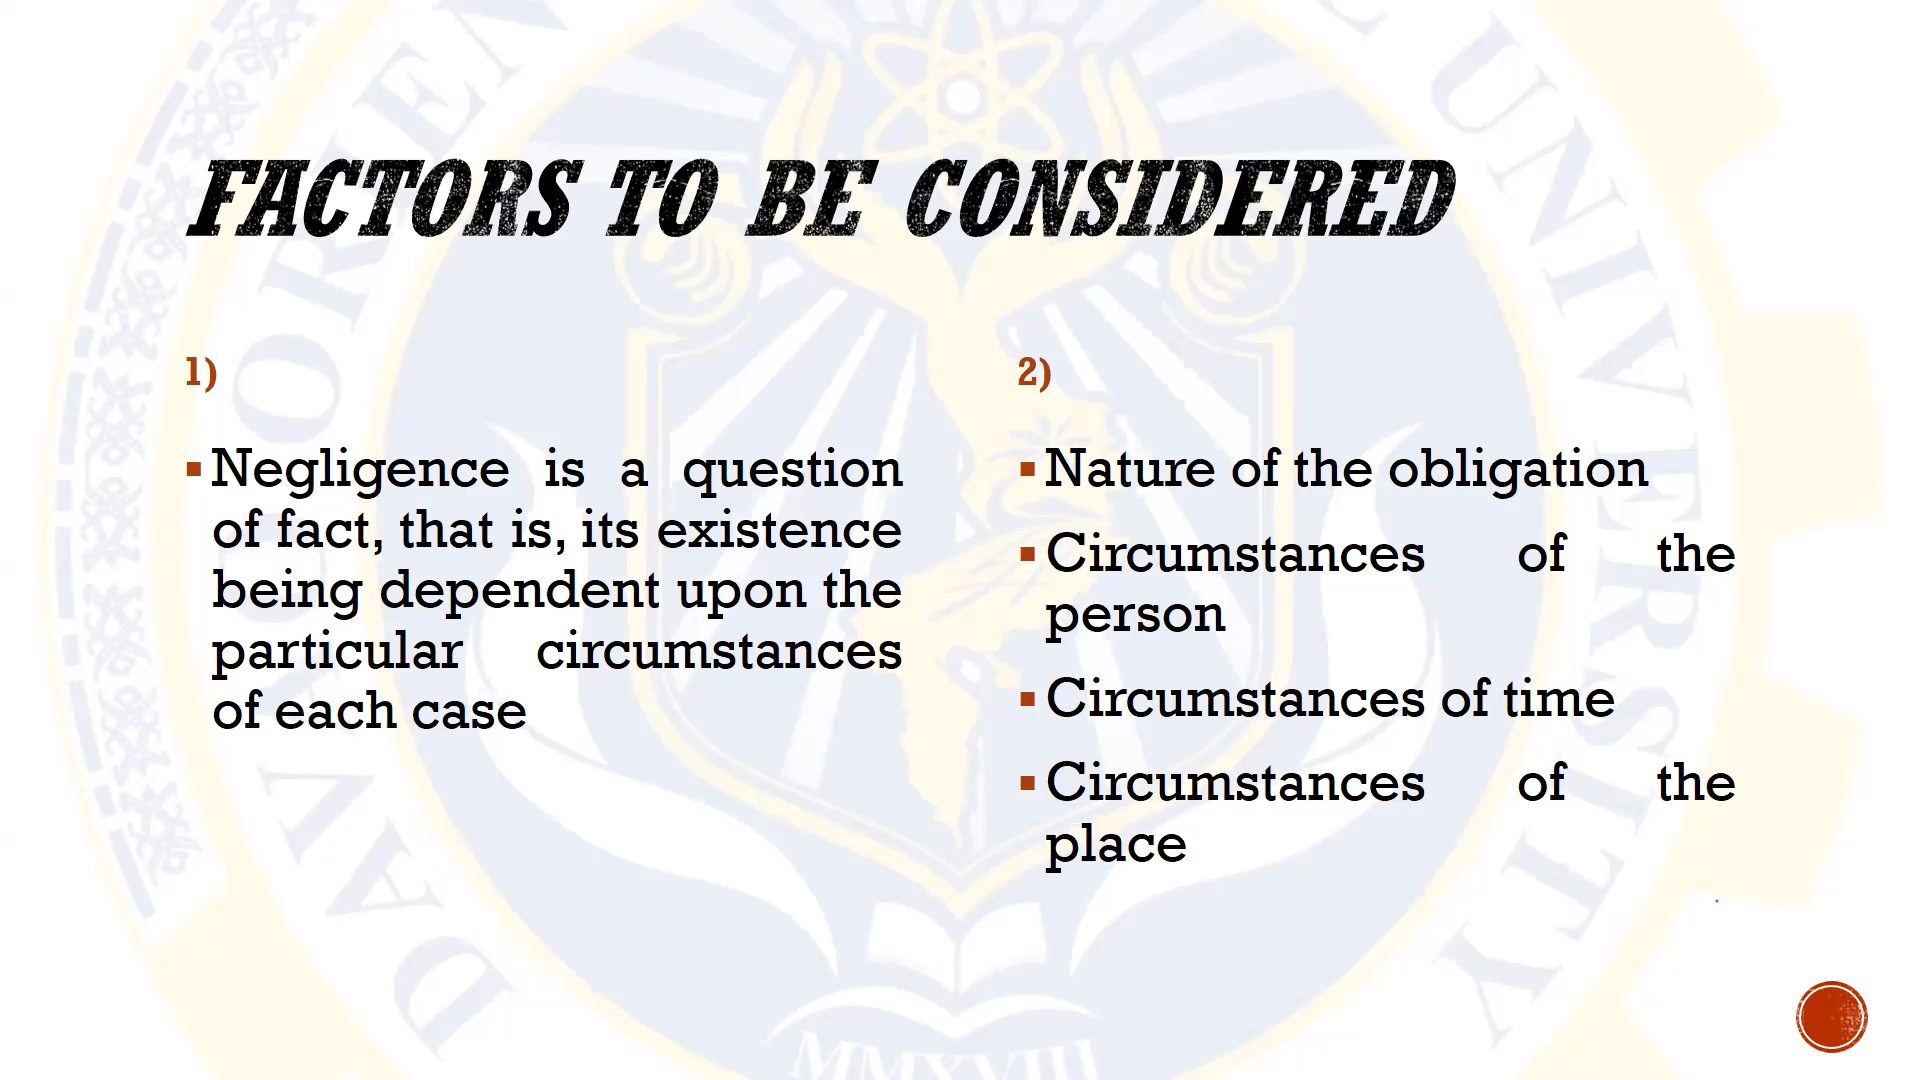 FACTORS TO BE CONSIDERED
1)
▪ Negligence is a question
of fact, that is, its existence
being dependent upon the
particular circumstances
of each case
2)
▪ Nature of the obligation
▪ Circumstances of the
person
▪ Circumstances of time
▪ Circumstances of the
place
UNIVERSITY
MMXVIII